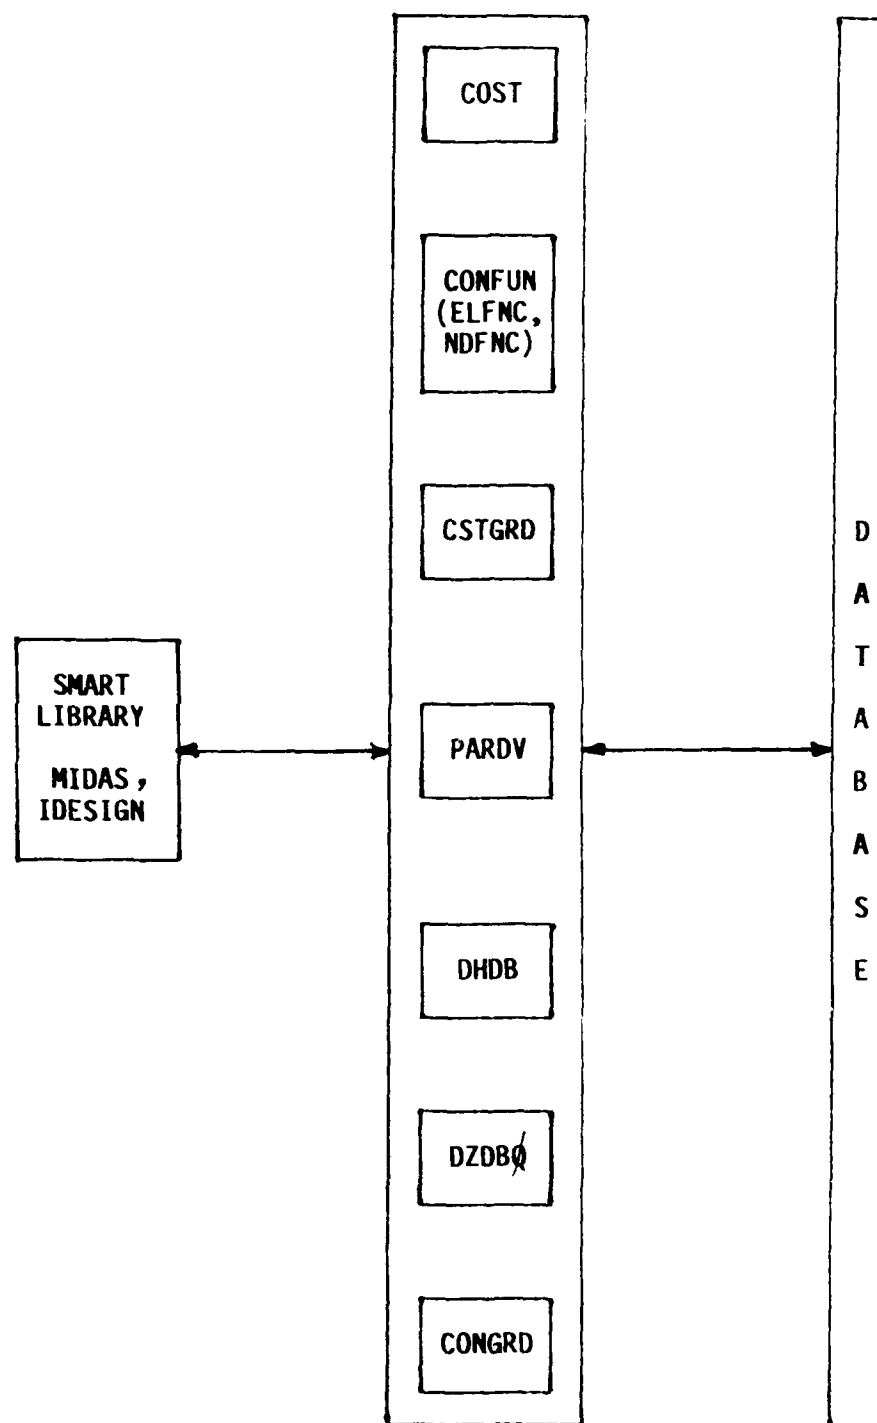 COST
CONFUN
(ELFNC,
NDFNC)
CSTGRD
SMART
LIBRARY
MIDAS,
IDESIGN
PARDV
DHDB
DZDBØ
CONGRD
D
A
T
A
B
A
S
E